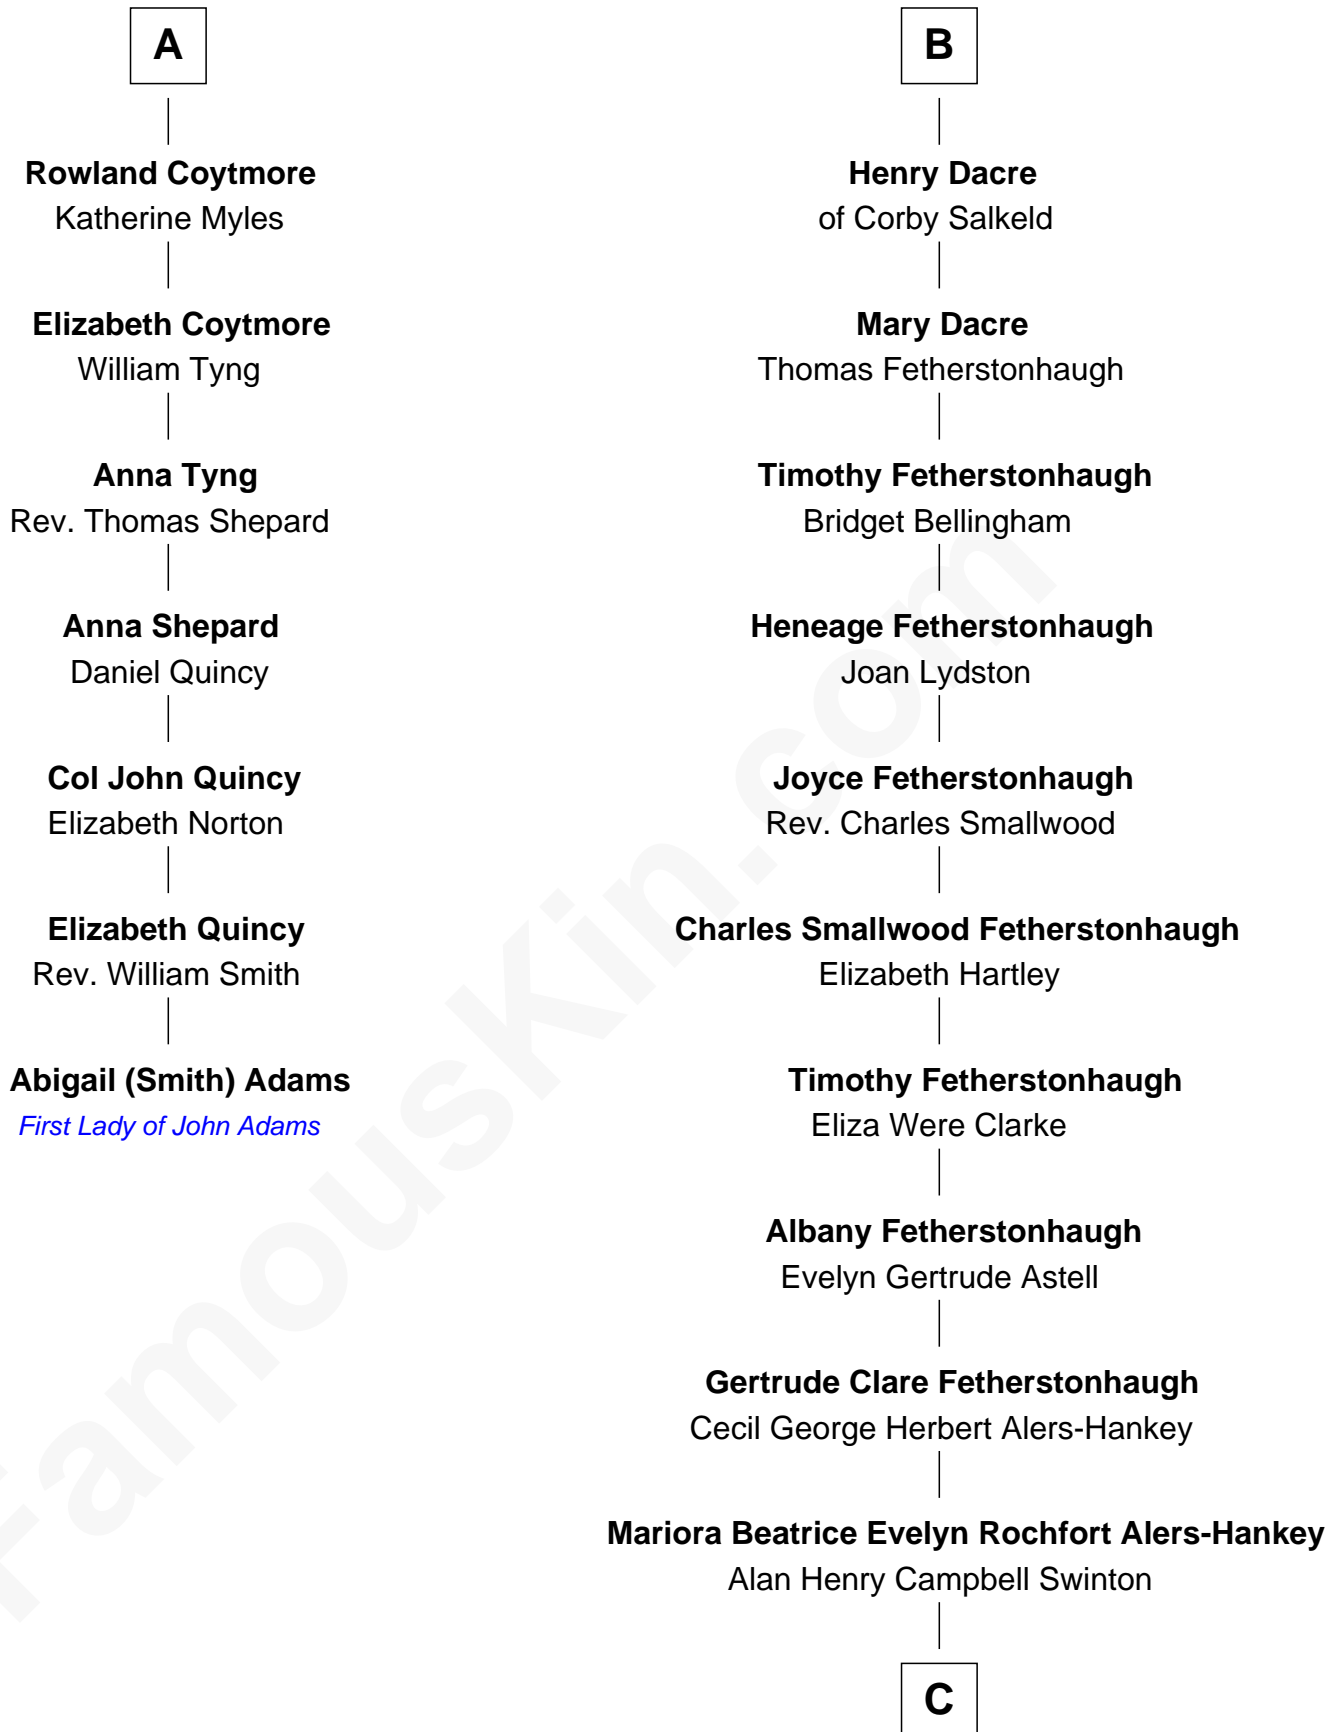 A
Rowland Coytmore
Katherine Myles
Elizabeth Coytmore
William Tyng
Anna Tyng
Rev. Thomas Shepard
Anna Shepard
Daniel Quincy
Col John Quincy
Elizabeth Norton
Elizabeth Quincy
Rev. William Smith
Abigail (Smith) Adams
First Lady of John Adams
B
Henry Dacre
of Corby Salkeld
Mary Dacre
Thomas Fetherstonhaugh
Timothy Fetherstonhaugh
Bridget Bellingham
Heneage Fetherstonhaugh
Joan Lydston
Joyce Fetherstonhaugh
Rev. Charles Smallwood
Charles Smallwood Fetherstonhaugh
Elizabeth Hartley
Timothy Fetherstonhaugh
Eliza Were Clarke
Albany Fetherstonhaugh
Evelyn Gertrude Astell
Gertrude Clare Fetherstonhaugh
Cecil George Herbert Alers-Hankey
Mariora Beatrice Evelyn Rochfort Alers-Hankey
Alan Henry Campbell Swinton
C
FamousKin.com